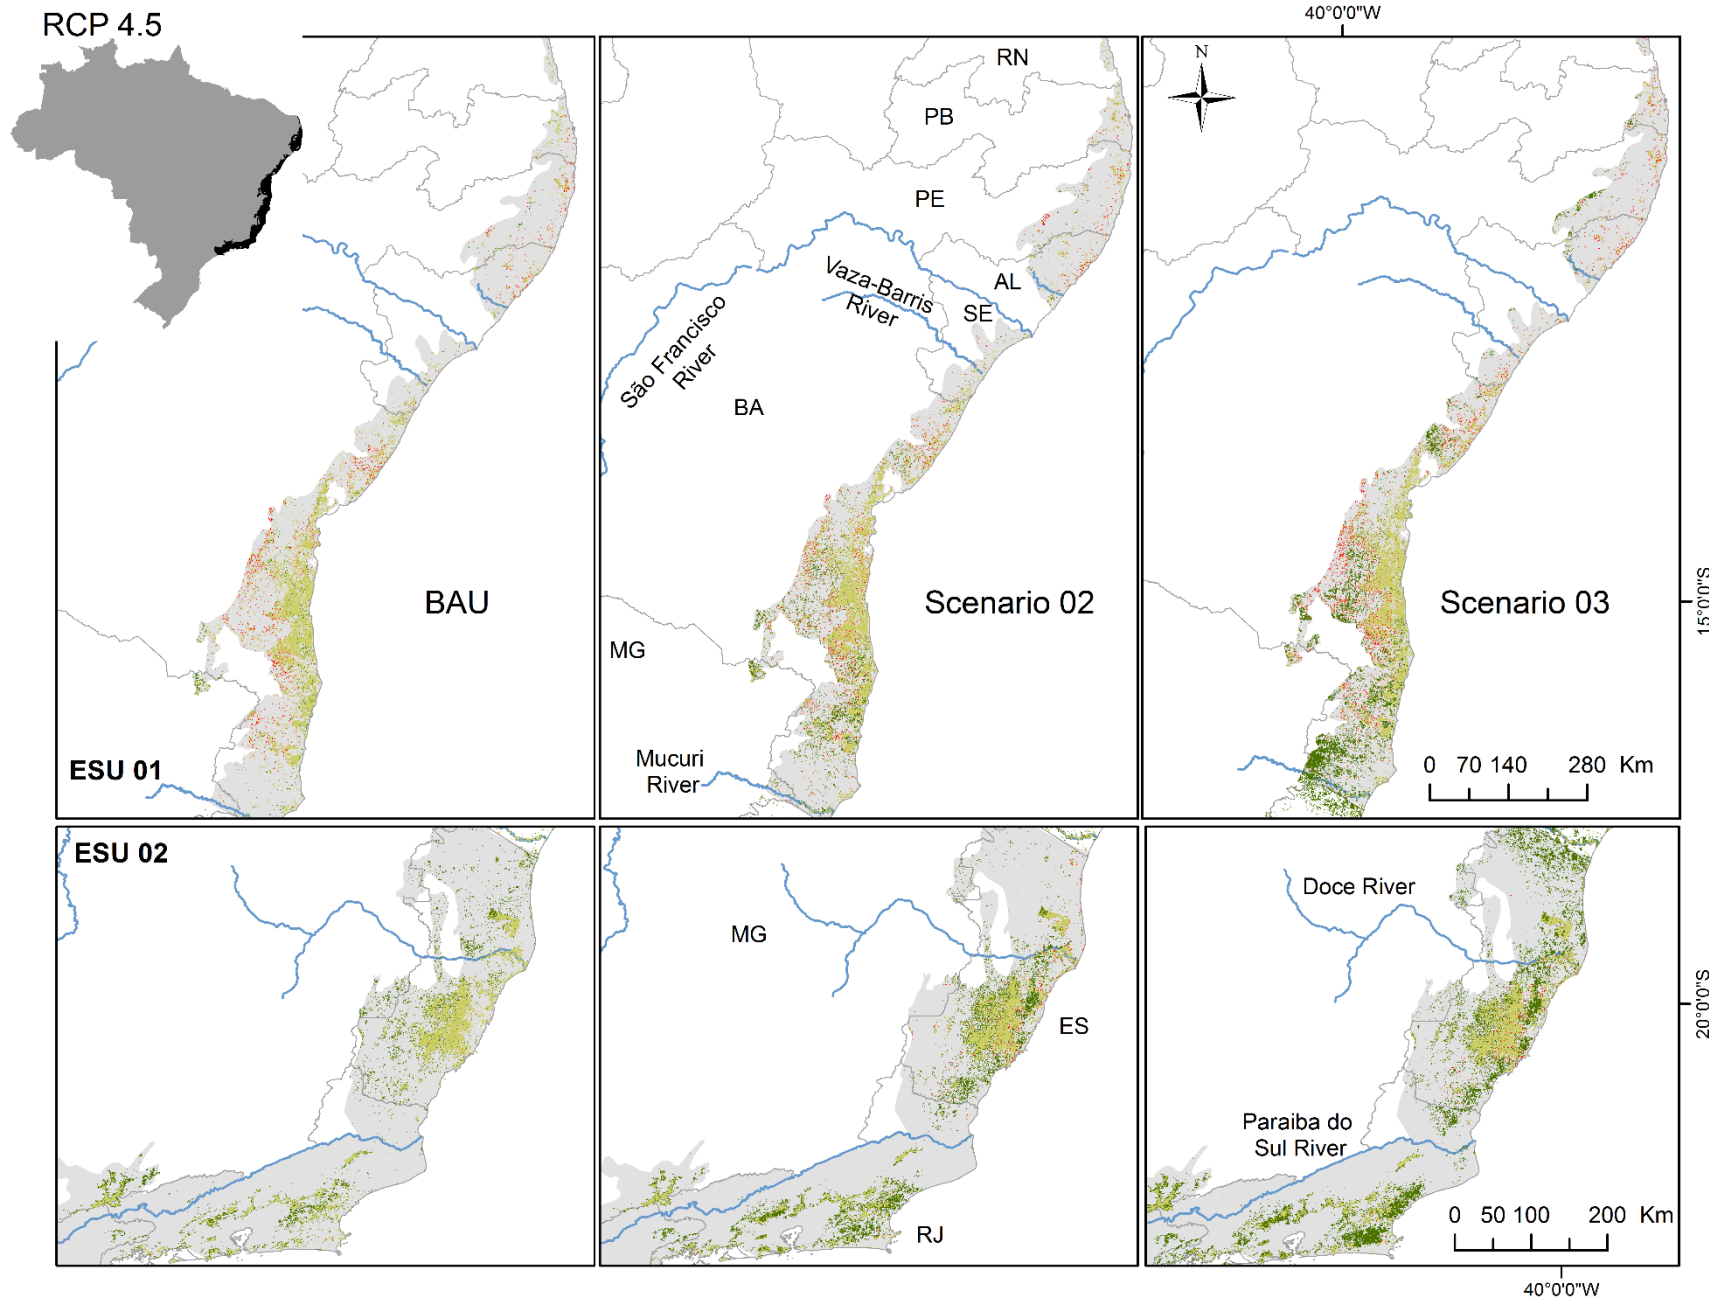 RCP 4.5
40°0'0"W
N
RN
PB
PE
AL
SE
Vaza-Barris
River
São Francisco
River
BA
MG
Mucuri
River
BAU
Scenario 02
Scenario 03
15°0'0"S
ESU 01
0 70 140 280 Km
ESU 02
MG
ES
RJ
Doce River
Paraiba do
Sul River
20°0'0"S
0 50 100 200 Km
40°0'0"W